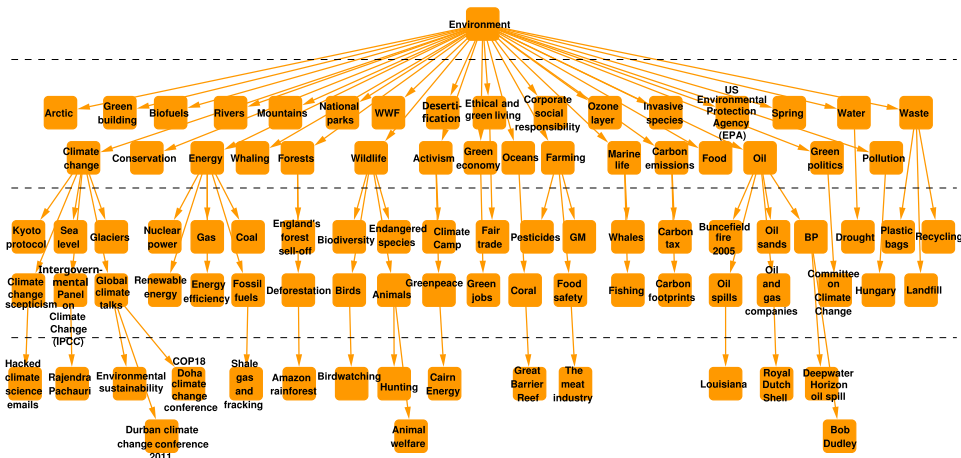 Environment
Arctic
Green
building
Biofuels
Rivers
Mountains
National
parks
WWF
Deserti-
fication
Ethical and
green living
Corporate
social
responsibility
Ozone
layer
Invasive
species
US
Environmental
Protection
Agency
(EPA)
Spring
Water
Waste
Climate
change
Conservation
Energy
Whaling
Forests
Wildlife
Activism
Green
economy
Oceans
Farming
Marine
life
Carbon
emissions
Food
Oil
Green
politics
Pollution
Kyoto
protocol
Sea
level
Glaciers
Nuclear
power
Gas
Coal
England's
forest
sell-off
Biodiversity
Endangered
species
Climate
Camp
Fair
trade
Pesticides
GM
Whales
Carbon
tax
Buncefield
fire
2005
Oil
sands
BP
Drought
Plastic
bags
Recycling
Climate
change
scepticism
Intergovern-
mental
Panel
on
Climate
Change
(IPCC)
Global
climate
talks
Renewable
energy
Energy
efficiency
Fossil
fuels
Deforestation
Birds
Animals
Greenpeace
Green
jobs
Coral
Food
safety
Fishing
Carbon
footprints
Oil
spills
Oil
and
gas
companies
Committee
on
Climate
Change
Hungary
Landfill
Hacked
climate
science
emails
Rajendra
Pachauri
Environmental
sustainability
COP18
Doha
climate
change
conference
Shale
gas
and
fracking
Amazon
rainforest
Birdwatching
Hunting
Cairn
Energy
Great
Barrier
Reef
The
meat
industry
Louisiana
Royal
Dutch
Shell
Deepwater
Horizon
oil spill
Durban climate
change conference
2011
Animal
welfare
Bob
Dudley